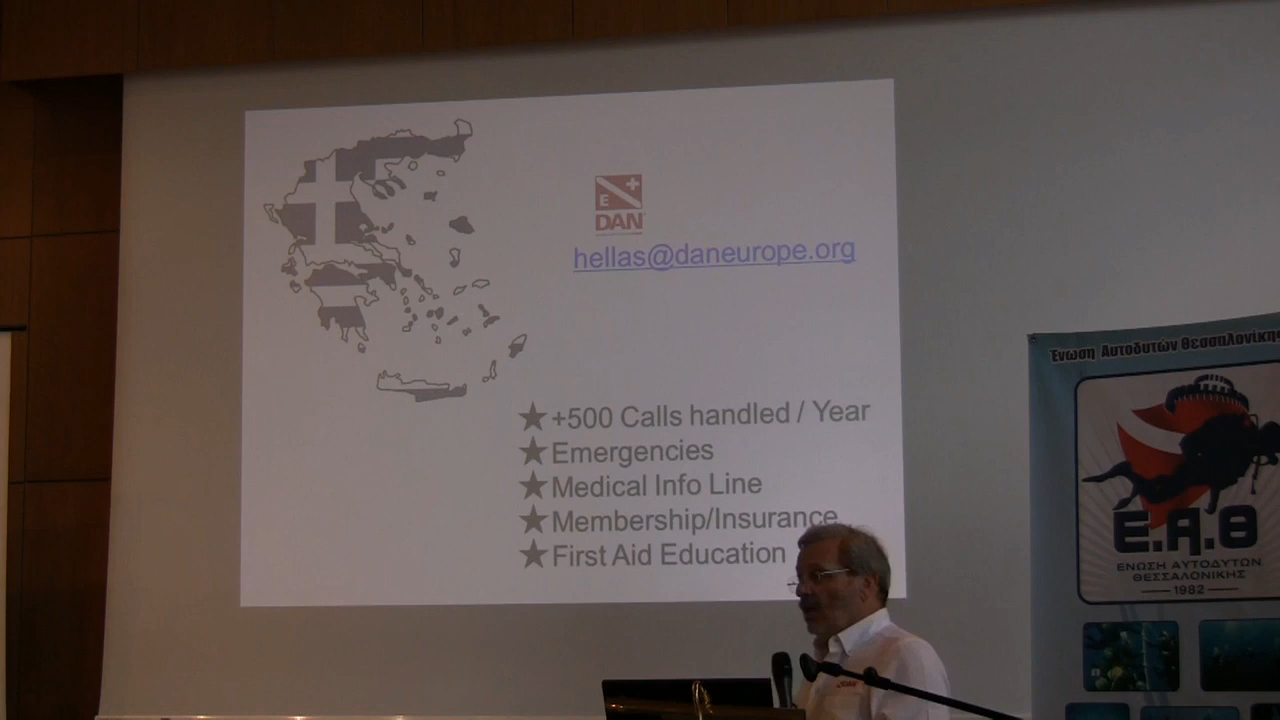 E
DAN
hellas@daneurope.org
★+500 Calls handled / Year
★Emergencies
★Medical Info Line
★Membership/Insurance
★First Aid Education
Ένωση Αυτοδυτών Θεσσαλονίκης
Ε.Α.Θ
ΕΝΩΣΗ ΑΥΤΟΔΥΤΩΝ
ΘΕΣΣΑΛΟΝΙΚΗΣ
1982